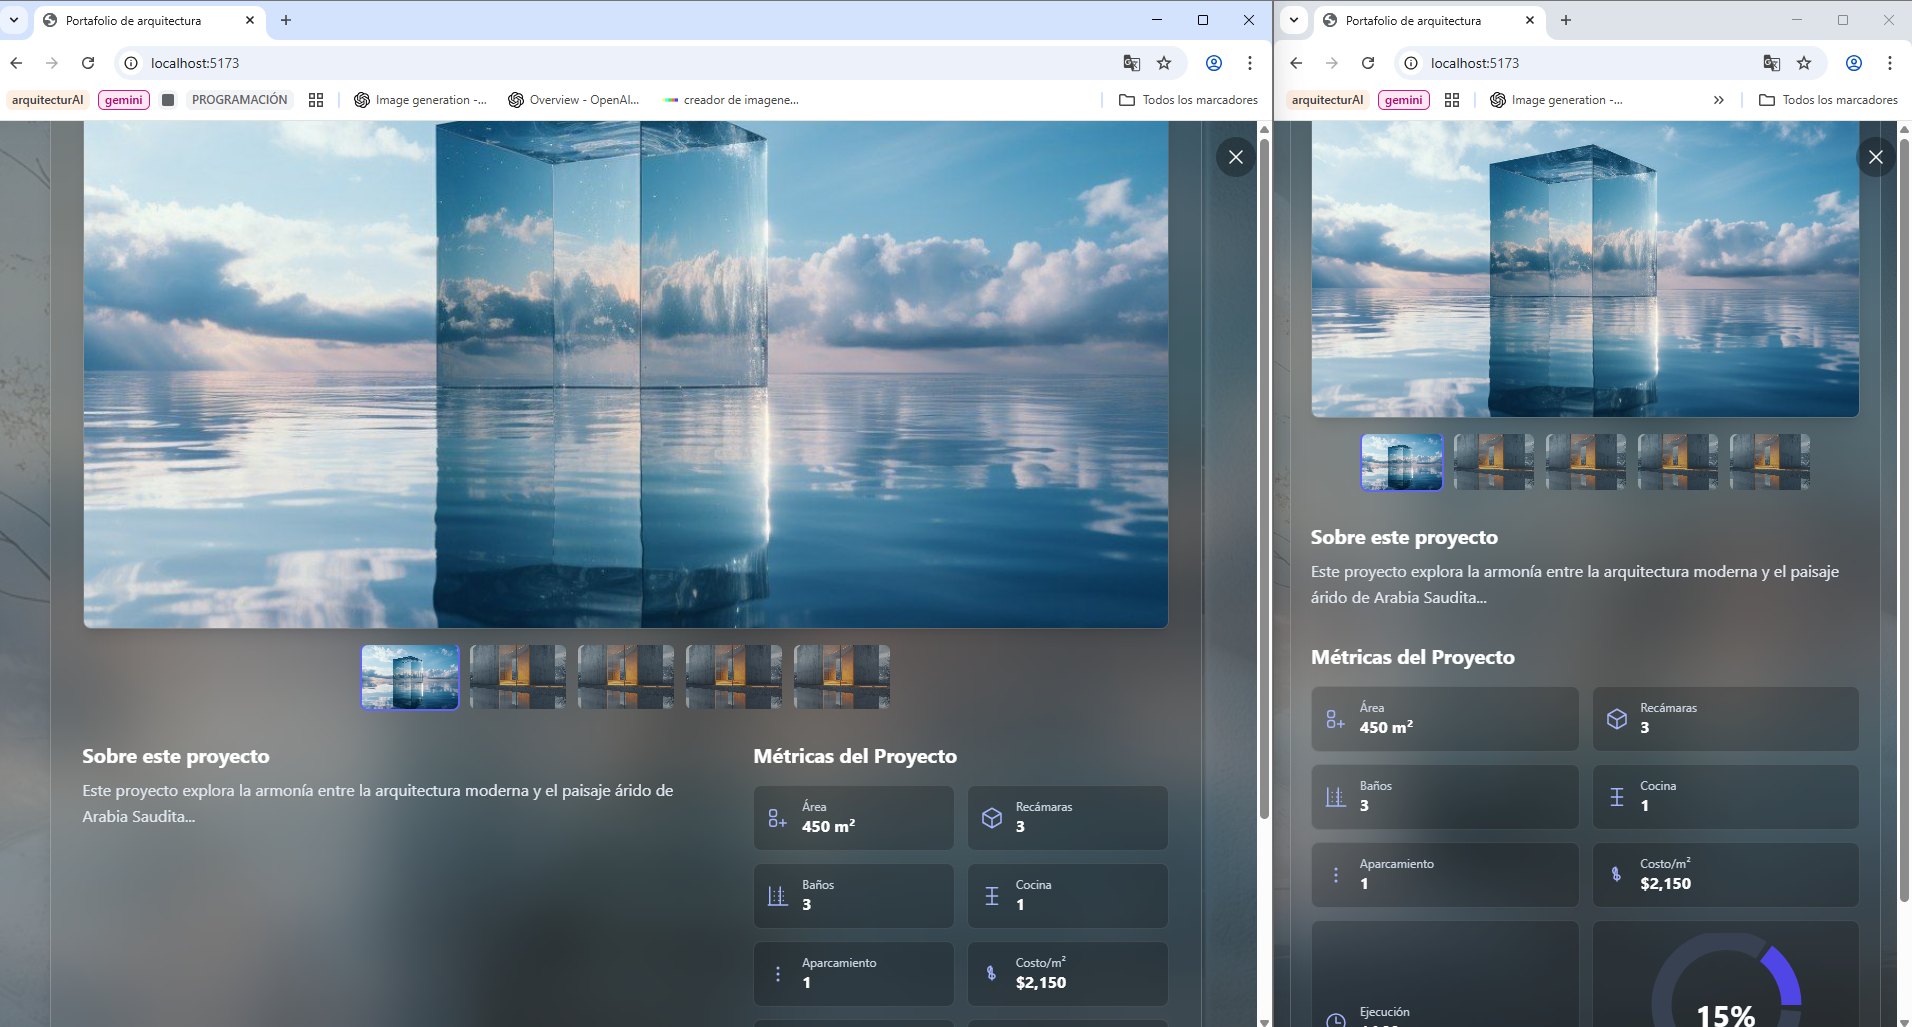 Portafolio de arquitectura
localhost:5173
arquitecturAI
gemini
PROGRAMACIÓN
Image generation -...
Overview - OpenAI...
creador de imagene...
Todos los marcadores
Sobre este proyecto
Este proyecto explora la armonía entre la arquitectura moderna y el paisaje árido de
Arabia Saudita...
Métricas del Proyecto
Área
450 m²
Recámaras
3
Baños
3
Cocina
1
Aparcamiento
1
Costo/m²
$2,150
Portafolio de arquitectura
localhost:5173
arquitecturAI
gemini
Image generation -...
Todos los marcadores
Sobre este proyecto
Este proyecto explora la armonía entre la arquitectura moderna y el paisaje
árido de Arabia Saudita...
Métricas del Proyecto
Área
450 m²
Recámaras
3
Baños
3
Cocina
1
Aparcamiento
1
Costo/m²
$2,150
Ejecución
15%